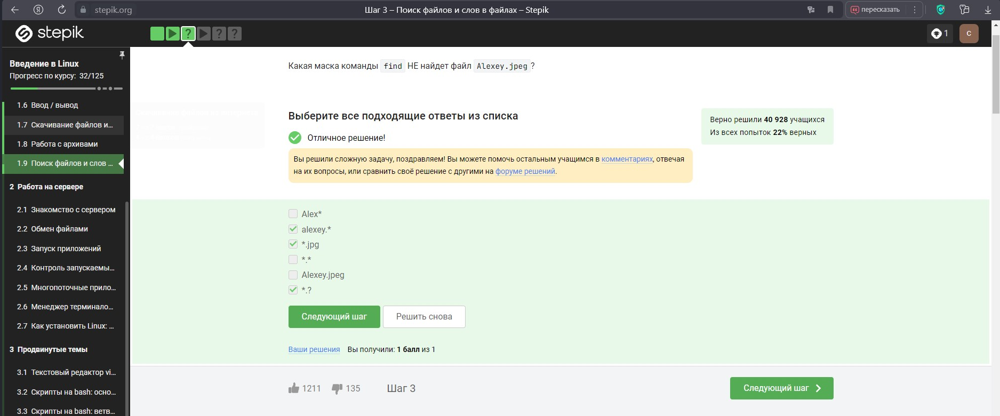 stepik.org
Шаг 3 – Поиск файлов и слов в файлах – Stepik
пересказать
stepik
? ? ?
1
C
Введение в Linux
Прогресс по курсу: 32/125
1.6 Ввод / вывод
1.7 Скачивание файлов и...
1.8 Работа с архивами
1.9 Поиск файлов и слов ...
2 Работа на сервере
2.1 Знакомство с сервером
2.2 Обмен файлами
2.3 Запуск приложений
2.4 Контроль запускаемы...
2.5 Многопоточные прило...
2.6 Менеджер терминало...
2.7 Как установить Linux: ...
3 Продвинутые темы
3.1 Текстовый редактор vi...
3.2 Скрипты на bash: осно...
3.3 Скрипты на bash: ветв...
Какая маска команды find НЕ найдет файл Alexey.jpeg ?
Выберите все подходящие ответы из списка
Отличное решение!
Вы решили сложную задачу, поздравляем! Вы можете помочь остальным учащимся в комментариях, отвечая
на их вопросы, или сравнить своё решение с другими на форуме решений.
Верно решили 40 928 учащихся
Из всех попыток 22% верных
Alex*
alexey.*
*.jpg
*.*
Alexey.jpeg
*.?
Следующий шаг
Решить снова
Ваши решения Вы получили: 1 балл из 1
1211 135 Шаг 3
Следующий шаг